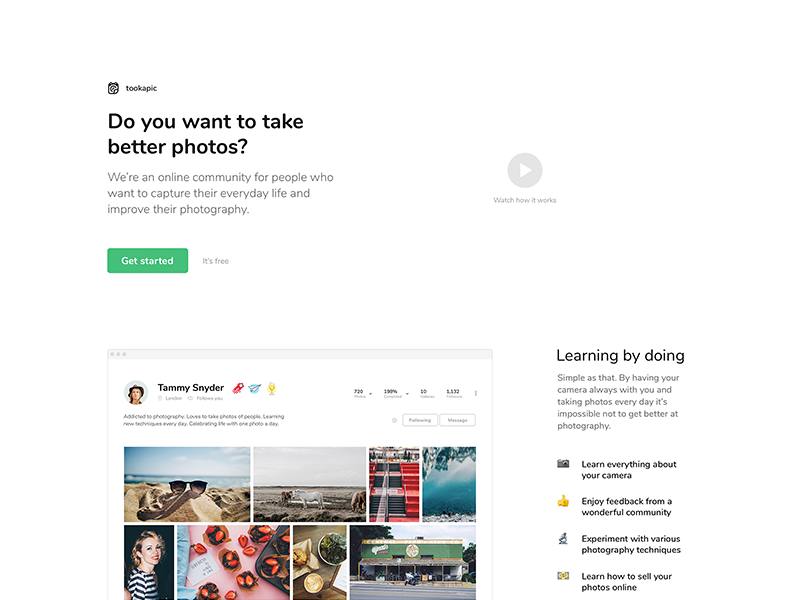 tookapic
Do you want to take
better photos?
We're an online community for people who
want to capture their everyday life and
improve their photography.
Get started
It's free
Watch how it works
Tammy Snyder
London
Follows you
720
Photos
199%
Completed
10
1,132
Addicted to photography. Loves to take photos of people. Learning
new techniques every day. Celebrating life with one photo a day.
Following
Message
Learning by doing
Simple as that. By having your
camera always with you and
taking photos every day it's
impossible not to get better at
photography.
Learn everything about
your camera
Enjoy feedback from a
wonderful community
Experiment with various
photography techniques
Learn how to sell your
photos online